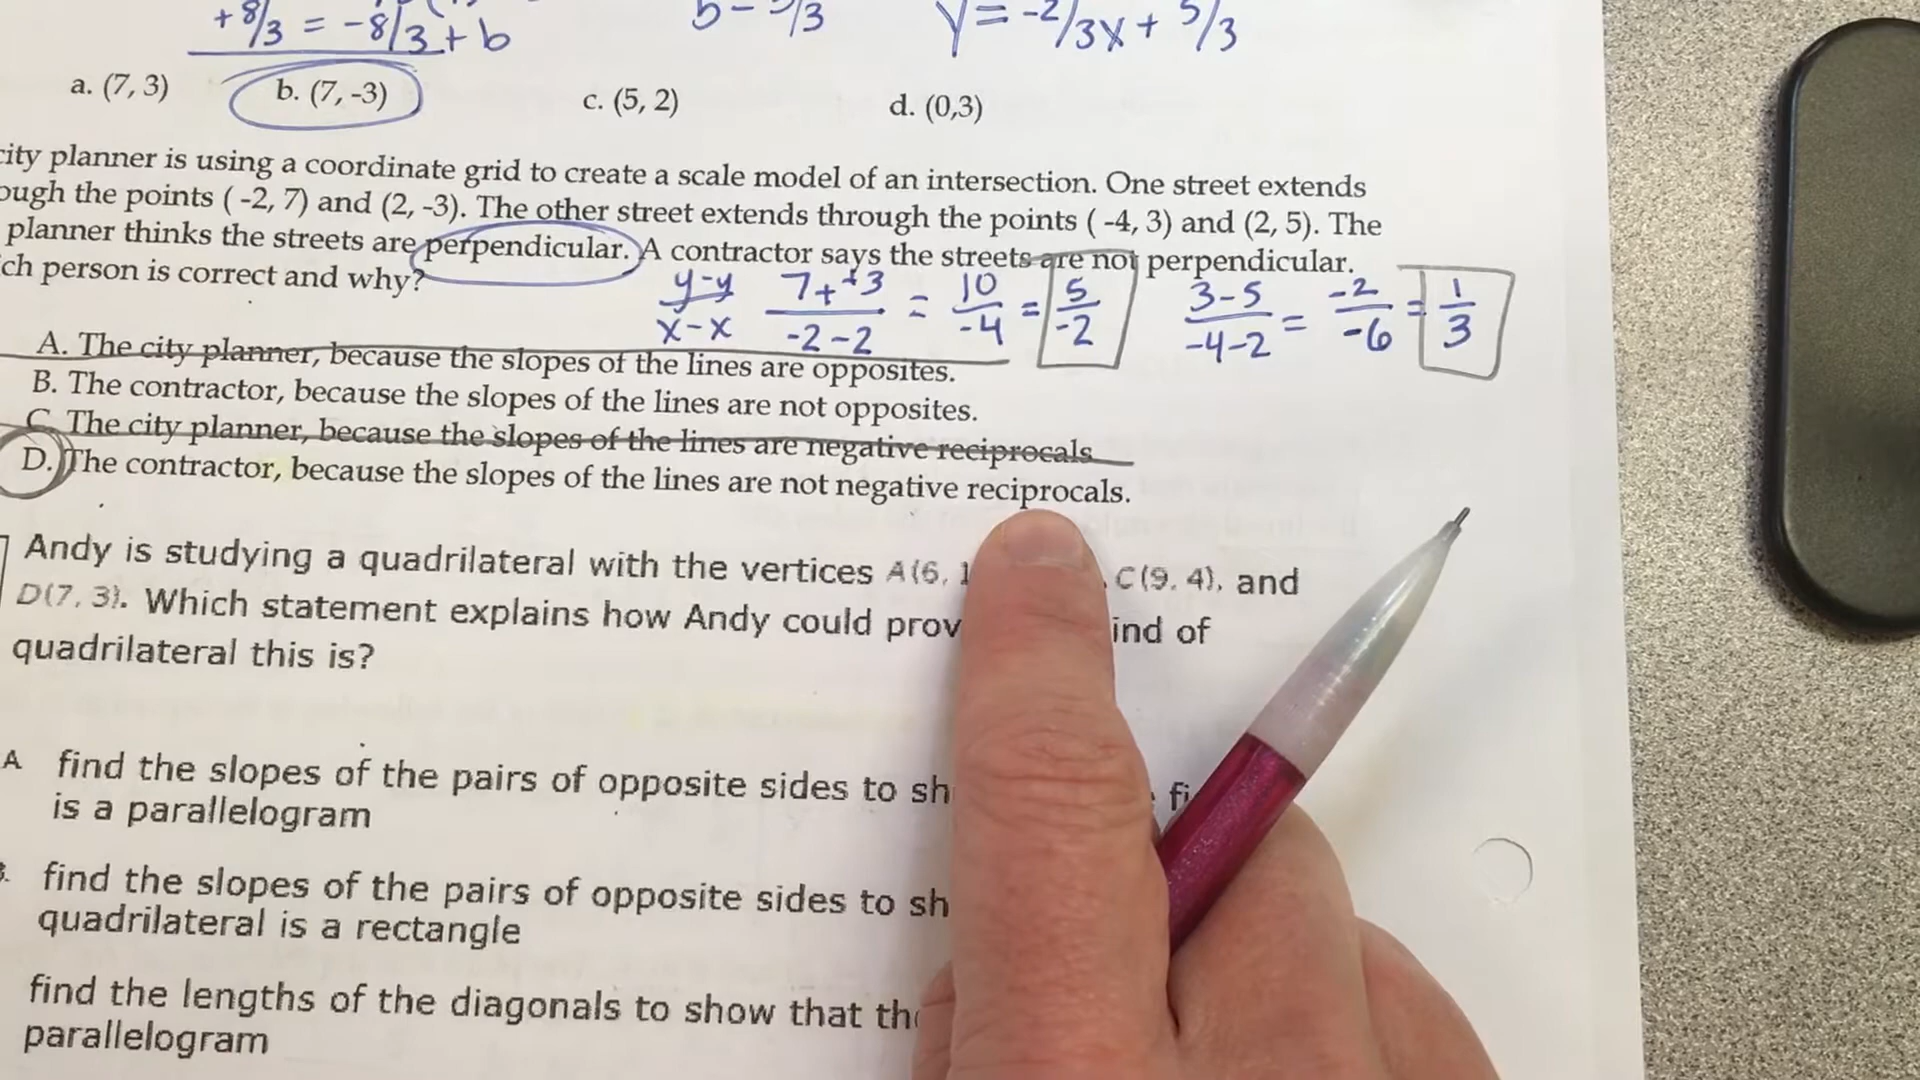 +8/3 = -8/3 + b
y = -2/3x + 5/3
a. (7, 3) b. (7, -3) c. (5, 2) d. (0,3)
city planner is using a coordinate grid to create a scale model of an intersection. One street extends
ough the points ( -2, 7) and (2, -3). The other street extends through the points ( -4, 3) and (2, 5). The
planner thinks the streets are perpendicular. A contractor says the streets are not perpendicular.
ch person is correct and why?
y-y 7++3 = 10 = 5 3-5 = -2 = 1
x-x -2-2 -4 -2 -4-2 -6 3
A. The city planner, because the slopes of the lines are opposites.
B. The contractor, because the slopes of the lines are not opposites.
C. The city planner, because the slopes of the lines are negative reciprocals.
D. The contractor, because the slopes of the lines are not negative reciprocals.
Andy is studying a quadrilateral with the vertices A(6, 1 C(9, 4), and
D(7, 3). Which statement explains how Andy could prov ind of
quadrilateral this is?
A find the slopes of the pairs of opposite sides to sh fi
is a parallelogram
find the slopes of the pairs of opposite sides to sh
quadrilateral is a rectangle
find the lengths of the diagonals to show that th
parallelogram